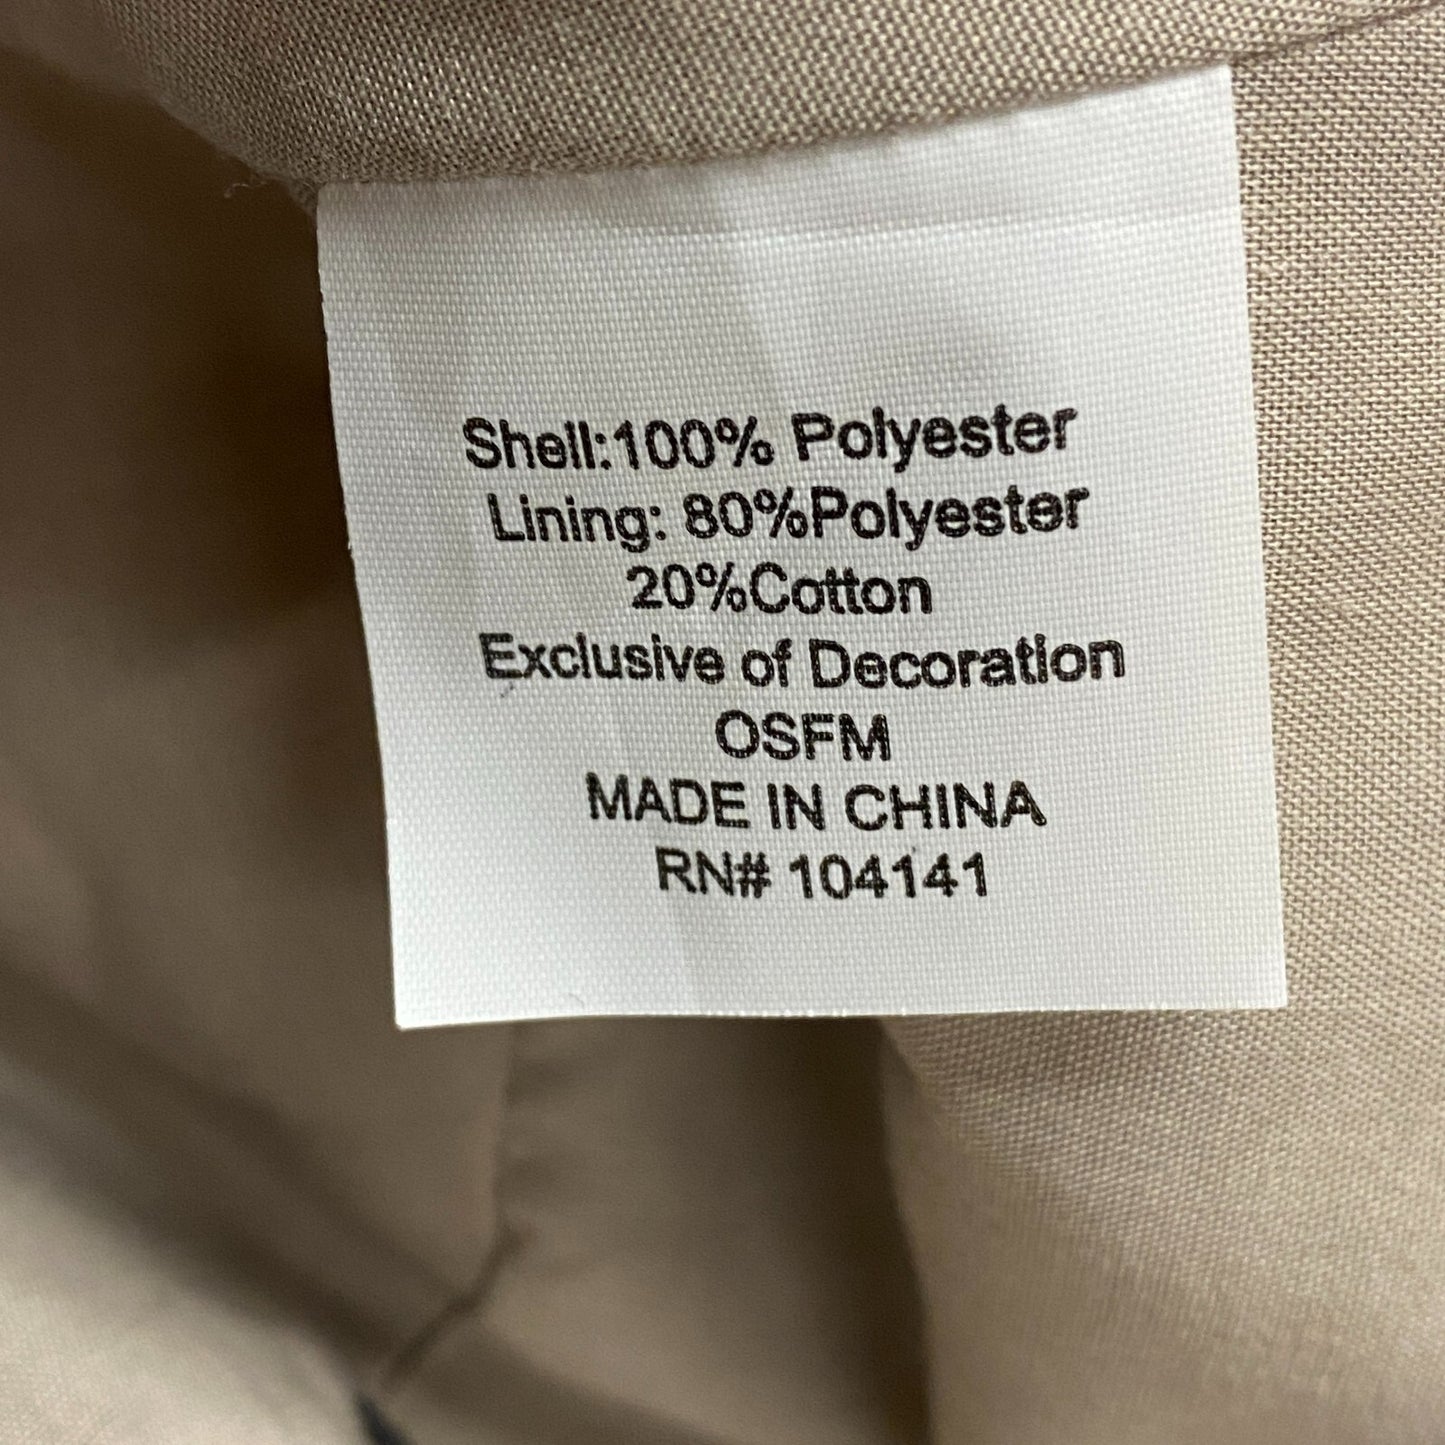 Shell:100% Polyester
Lining: 80%Polyester
20%Cotton
Exclusive of Decoration
OSFM
MADE IN CHINA
RN# 104141